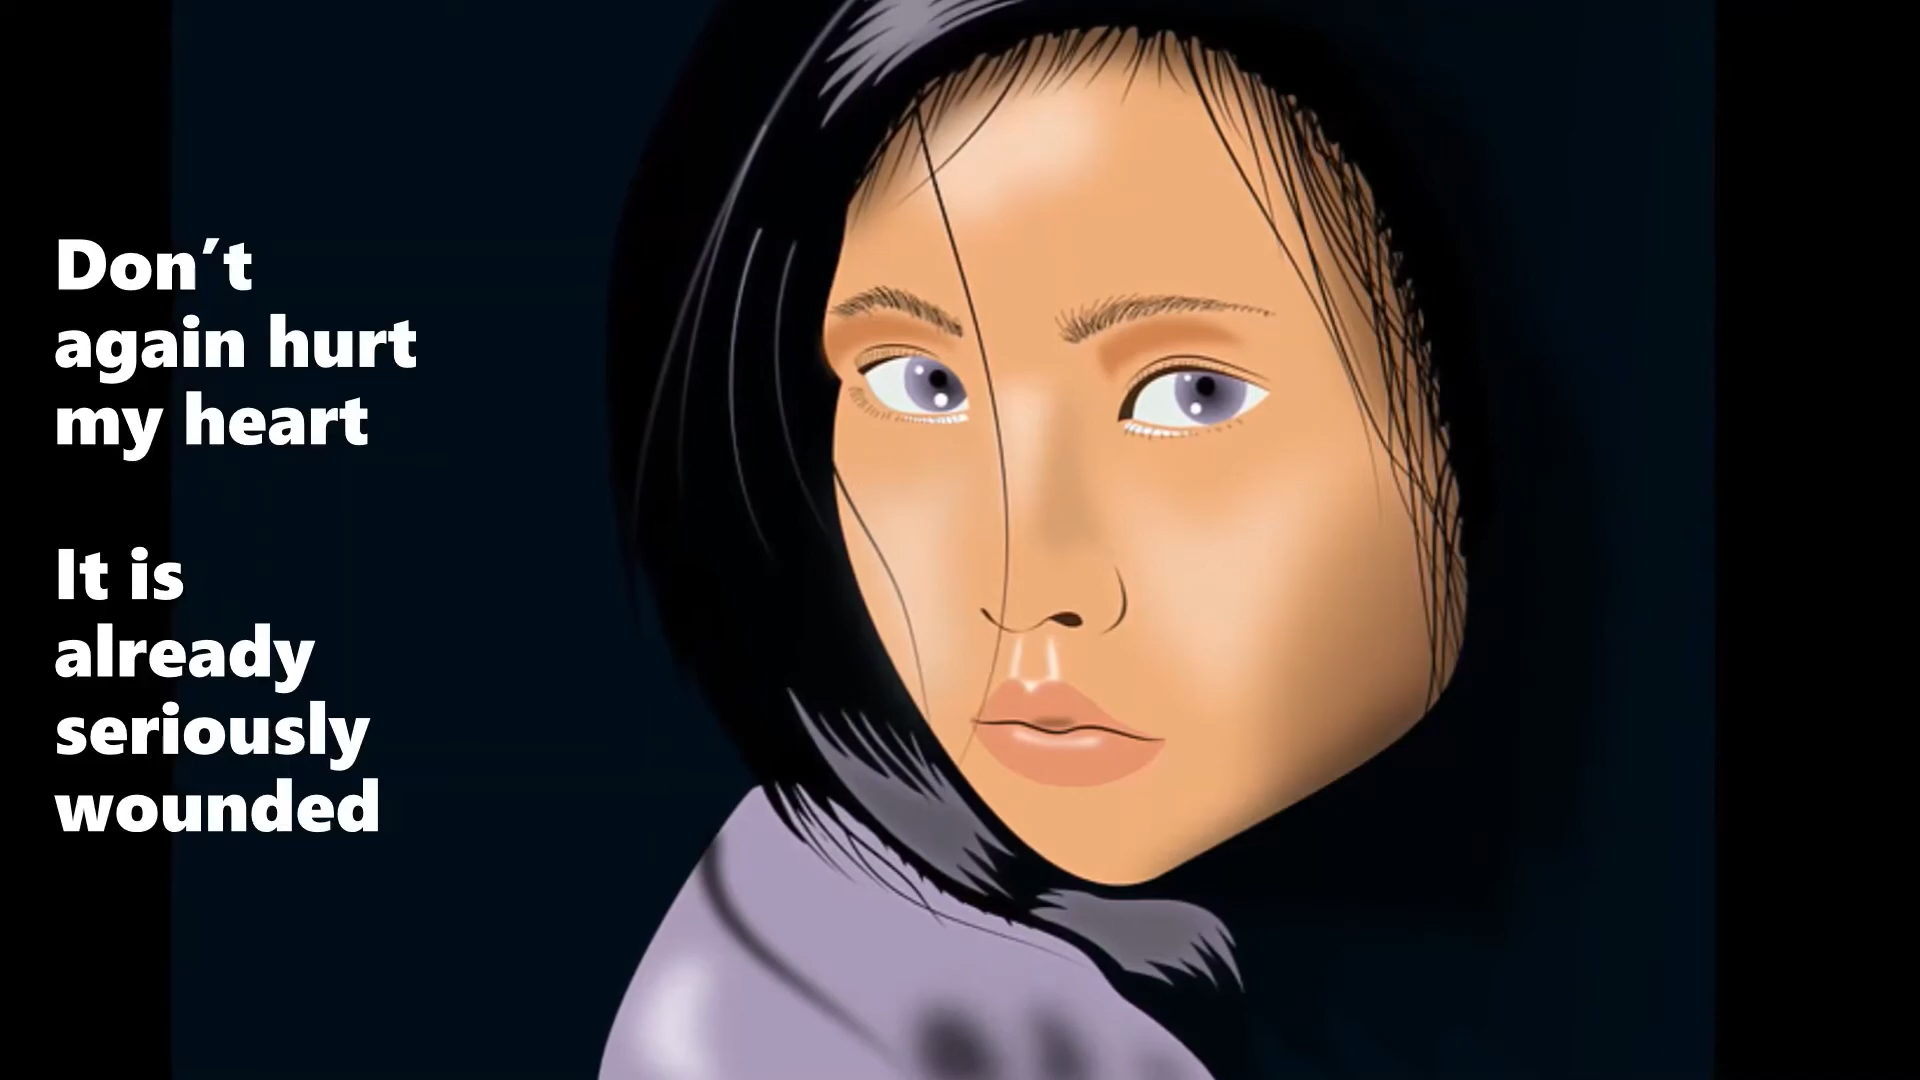 Don’t
again hurt
my heart
It is
already
seriously
wounded